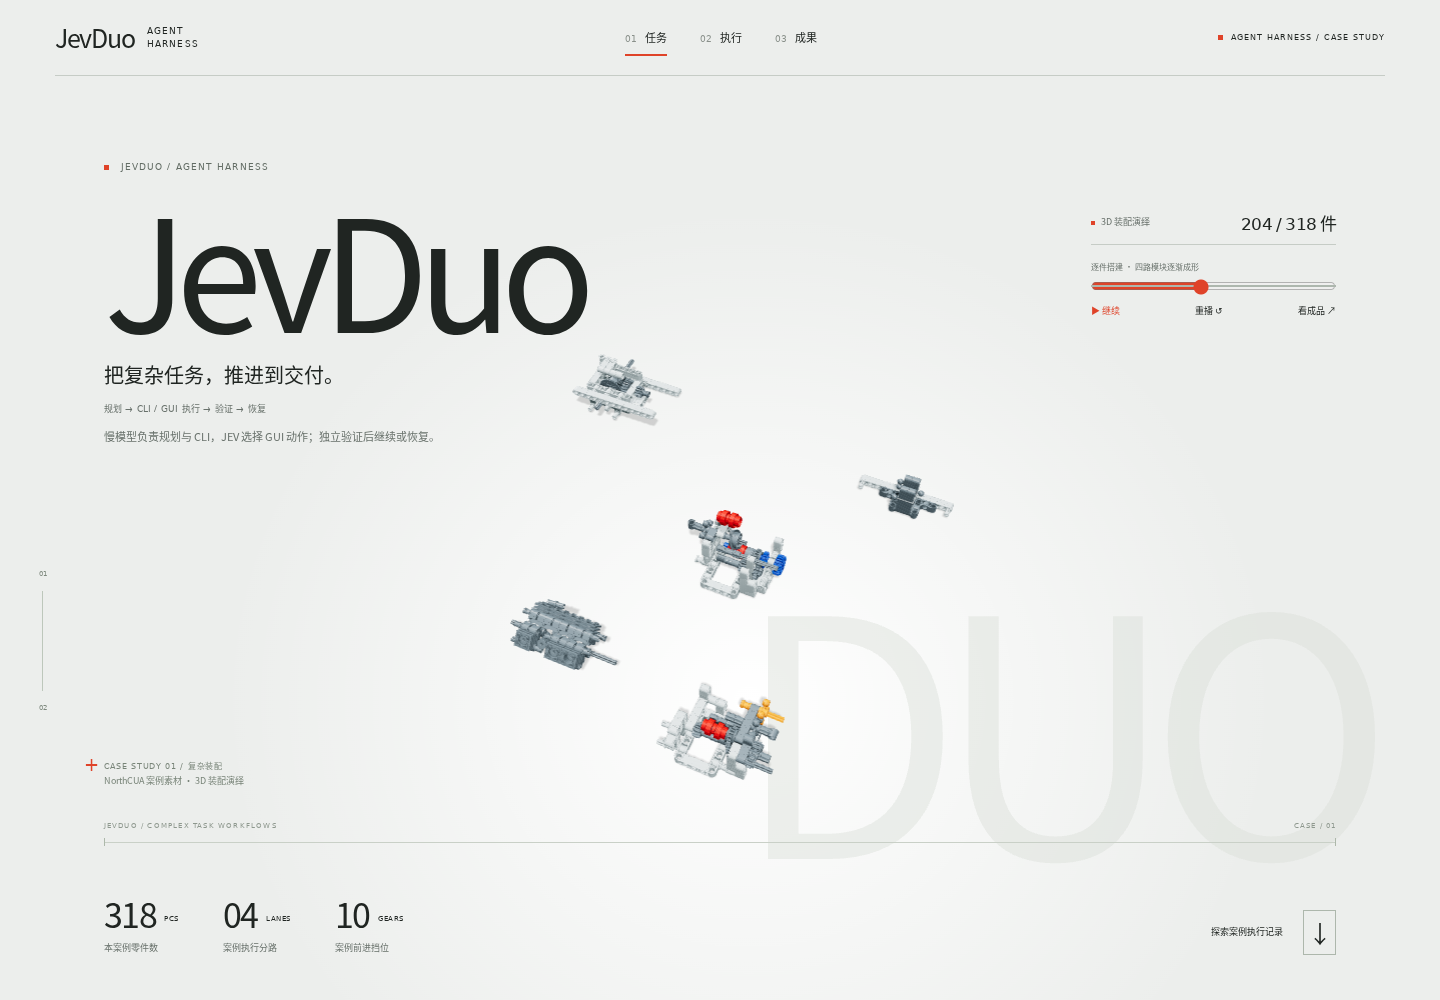 JevDuo
AGENT
HARNESS
01 任务
02 执行
03 成果
AGENT HARNESS / CASE STUDY
JEVDUO / AGENT HARNESS
JevDuo
把复杂任务，推进到交付。
规划 → CLI / GUI 执行 → 验证 → 恢复
慢模型负责规划与 CLI，JEV 选择 GUI 动作；独立验证后继续或恢复。
3D 装配演绎
204 / 318 件
逐件搭建 · 四路模块逐渐成形
▶ 继续
重播 ↺
看成品 ↗
01
02
DUO
CASE STUDY 01 / 复杂装配
NorthCUA 案例素材 · 3D 装配演绎
JEVDUO / COMPLEX TASK WORKFLOWS
CASE / 01
318 PCS
本案例零件数
04 LANES
案例执行分路
10 GEARS
案例前进挡位
探索案例执行记录 ↓